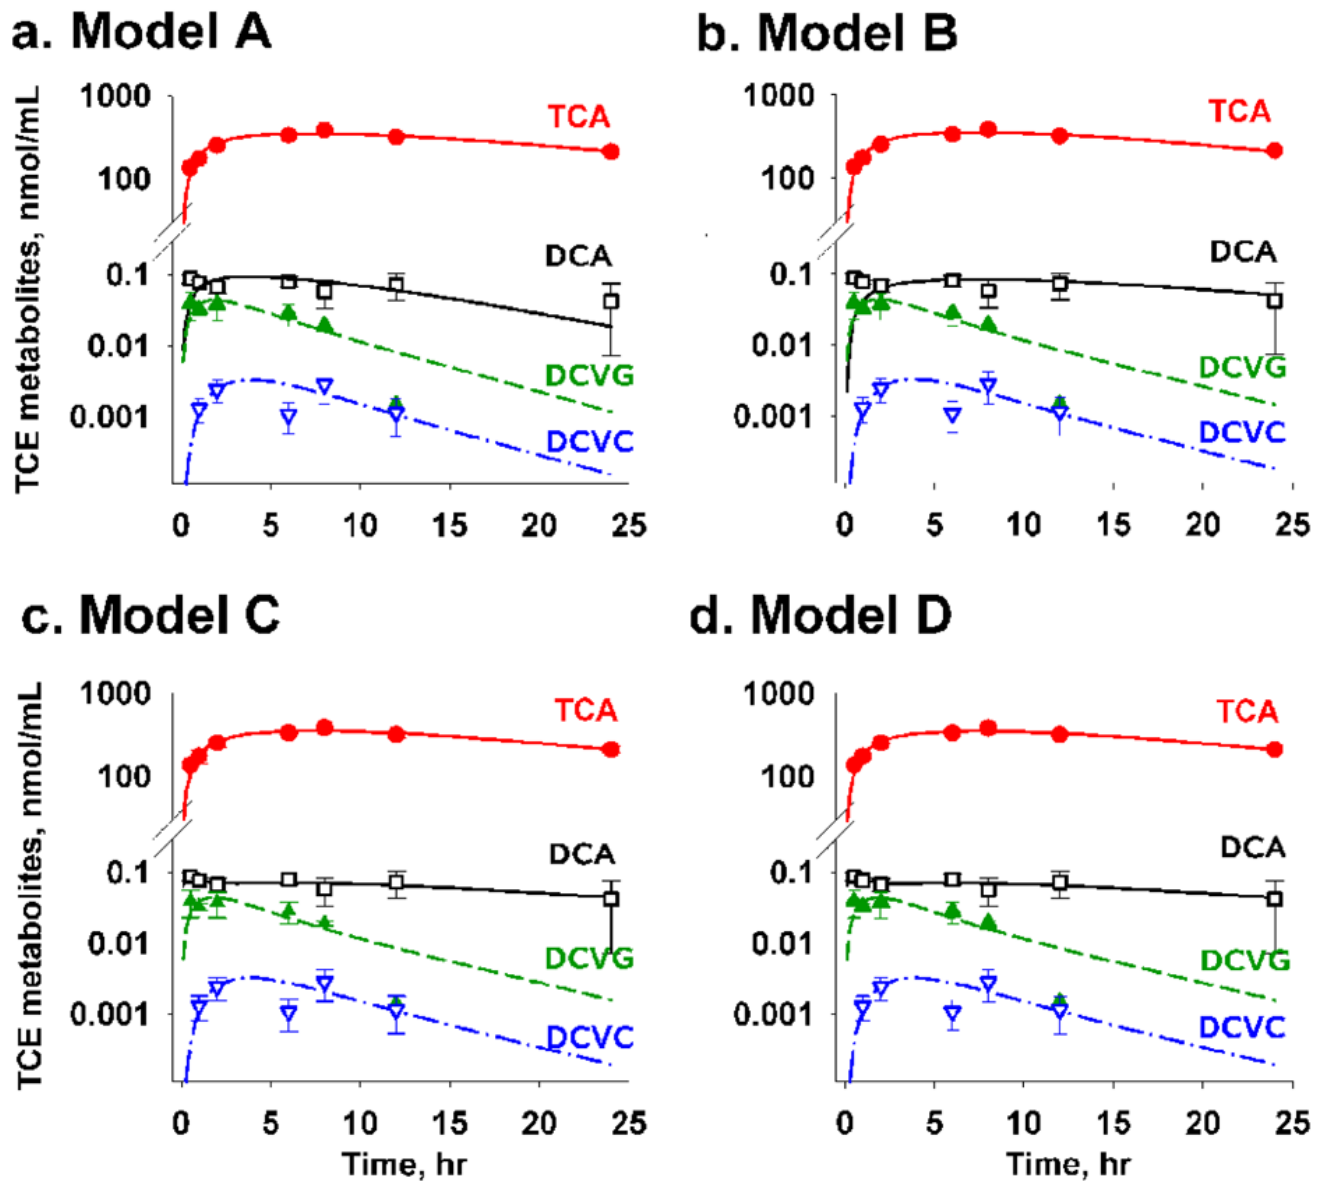 a. Model A
TCE metabolites, nmol/mL
1000
100
0.1
0.01
0.001
TCA
DCA
DCVG
DCVC
0 5 10 15 20 25
b. Model B
1000
100
0.1
0.01
0.001
TCA
DCA
DCVG
DCVC
0 5 10 15 20 25
c. Model C
TCE metabolites, nmol/mL
1000
100
0.1
0.01
0.001
TCA
DCA
DCVG
DCVC
0 5 10 15 20 25
Time, hr
d. Model D
1000
100
0.1
0.01
0.001
TCA
DCA
DCVG
DCVC
0 5 10 15 20 25
Time, hr